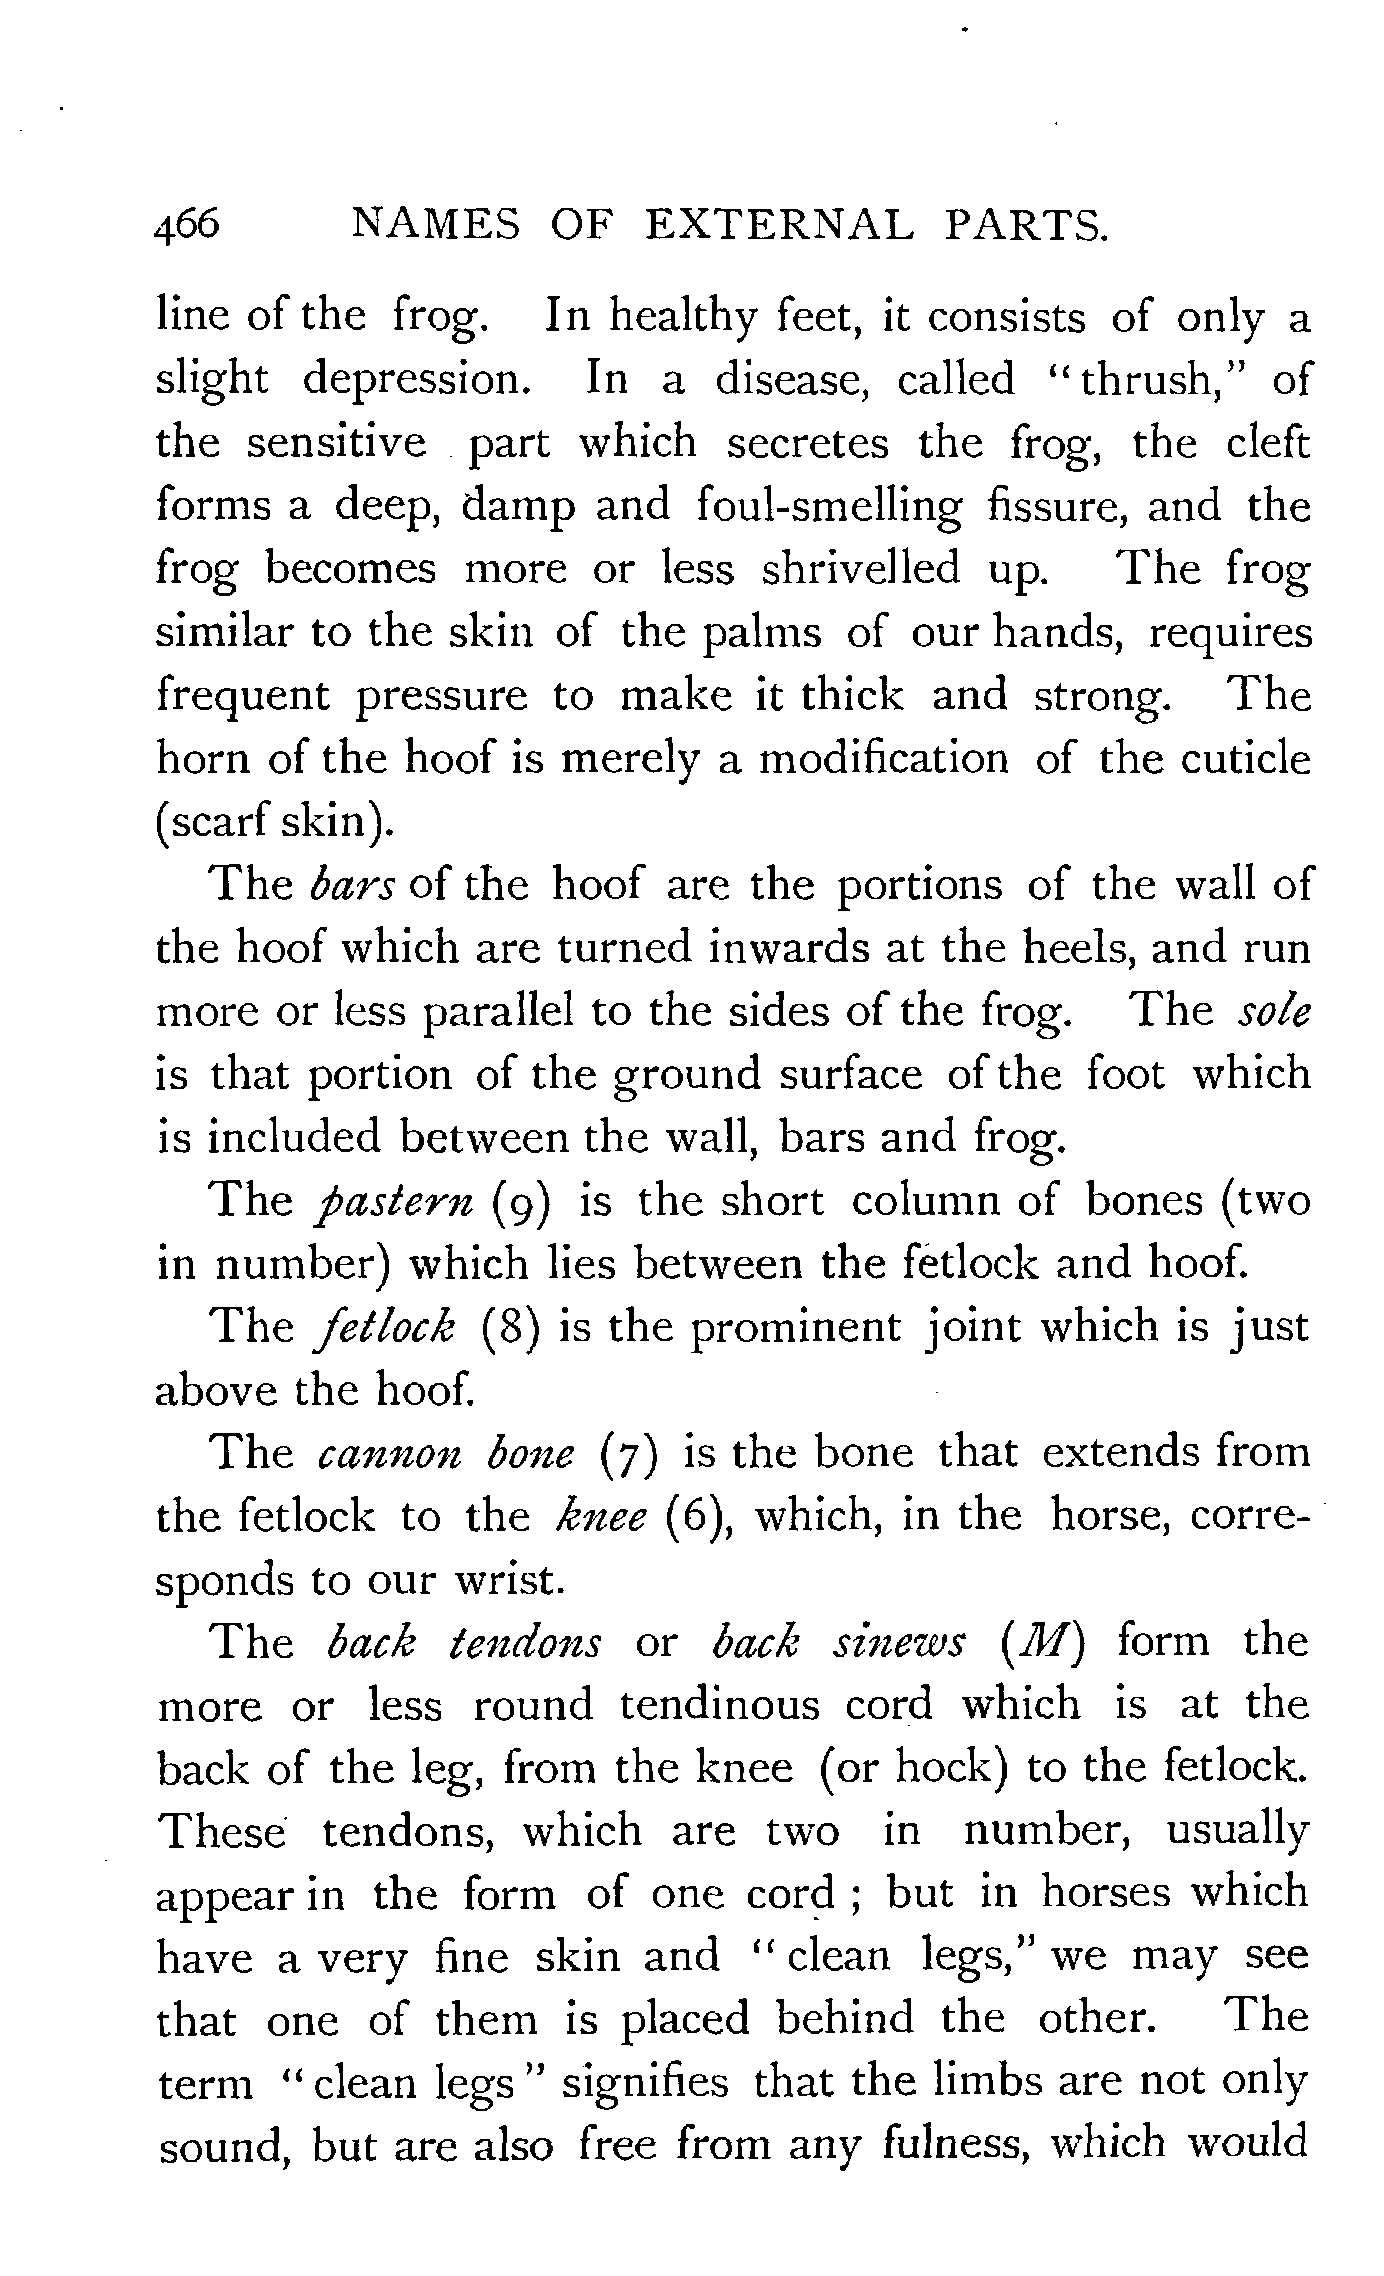 466 NAMES OF EXTERNAL PARTS.
line of the frog. In healthy feet, it consists of only a
slight depression. In a disease, called "thrush," of
the sensitive part which secretes the frog, the cleft
forms a deep, damp and foul-smelling fissure, and the
frog becomes more or less shrivelled up. The frog
similar to the skin of the palms of our hands, requires
frequent pressure to make it thick and strong. The
horn of the hoof is merely a modification of the cuticle
(scarf skin).
The bars of the hoof are the portions of the wall of
the hoof which are turned inwards at the heels, and run
more or less parallel to the sides of the frog. The sole
is that portion of the ground surface of the foot which
is included between the wall, bars and frog.
The pastern (9) is the short column of bones (two
in number) which lies between the fetlock and hoof.
The fetlock (8) is the prominent joint which is just
above the hoof.
The cannon bone (7) is the bone that extends from
the fetlock to the knee (6), which, in the horse, corre-
sponds to our wrist.
The back tendons or back sinews (M) form the
more or less round tendinous cord which is at the
back of the leg, from the knee (or hock) to the fetlock.
These tendons, which are two in number, usually
appear in the form of one cord ; but in horses which
have a very fine skin and "clean legs," we may see
that one of them is placed behind the other. The
term "clean legs" signifies that the limbs are not only
sound, but are also free from any fulness, which would